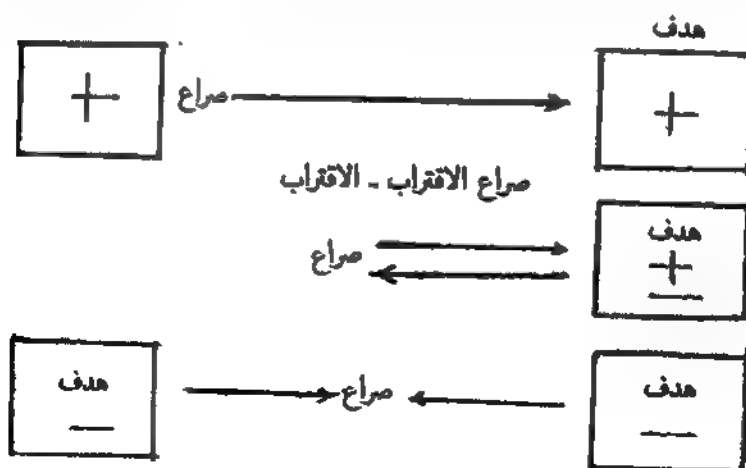 هدف
+ صراع +
صراع الاقتراب - الاقتراب
هدف
صراع
+
−
هدف صراع هدف
− −